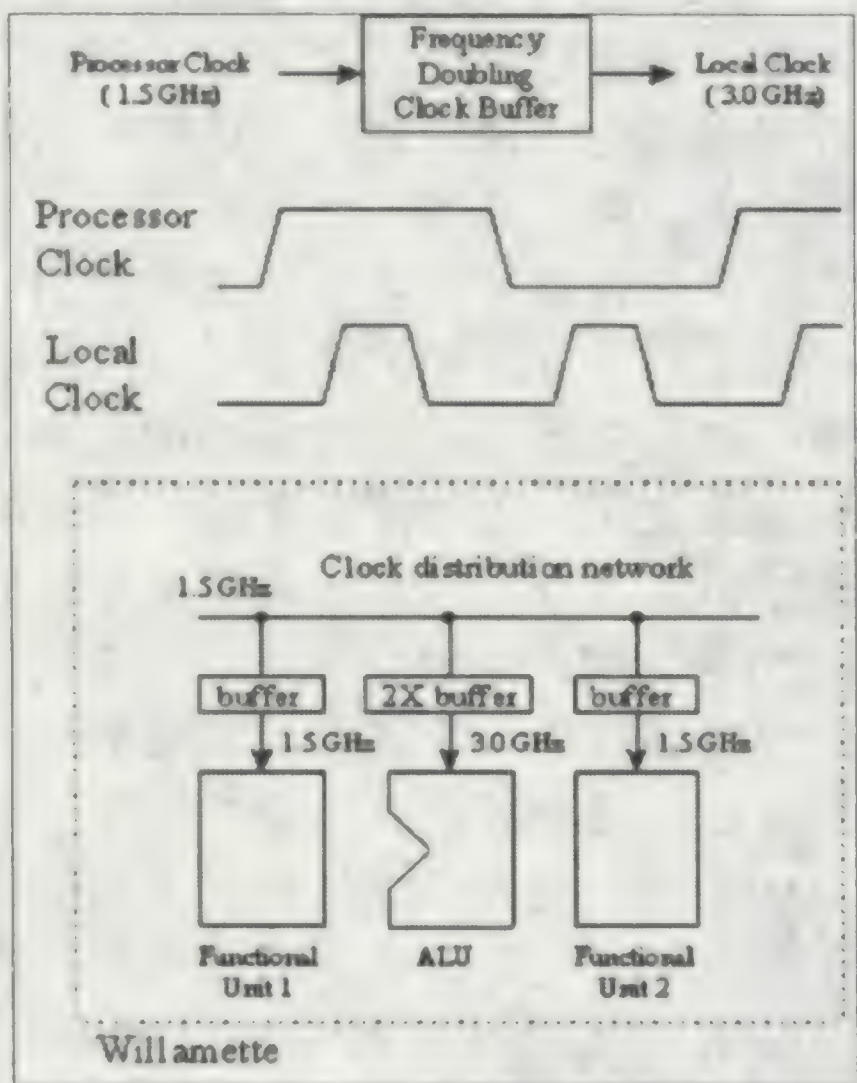 Frequency
Doubling
Clock Buffer
Processor Clock
(1.5 GHz)
Local Clock
(3.0 GHz)
Processor
Clock
Local
Clock
Clock distribution network
1.5 GHz
buffer
2X buffer
buffer
1.5 GHz
3.0 GHz
1.5 GHz
Functional
Unit 1
ALU
Functional
Unit 2
Willamette